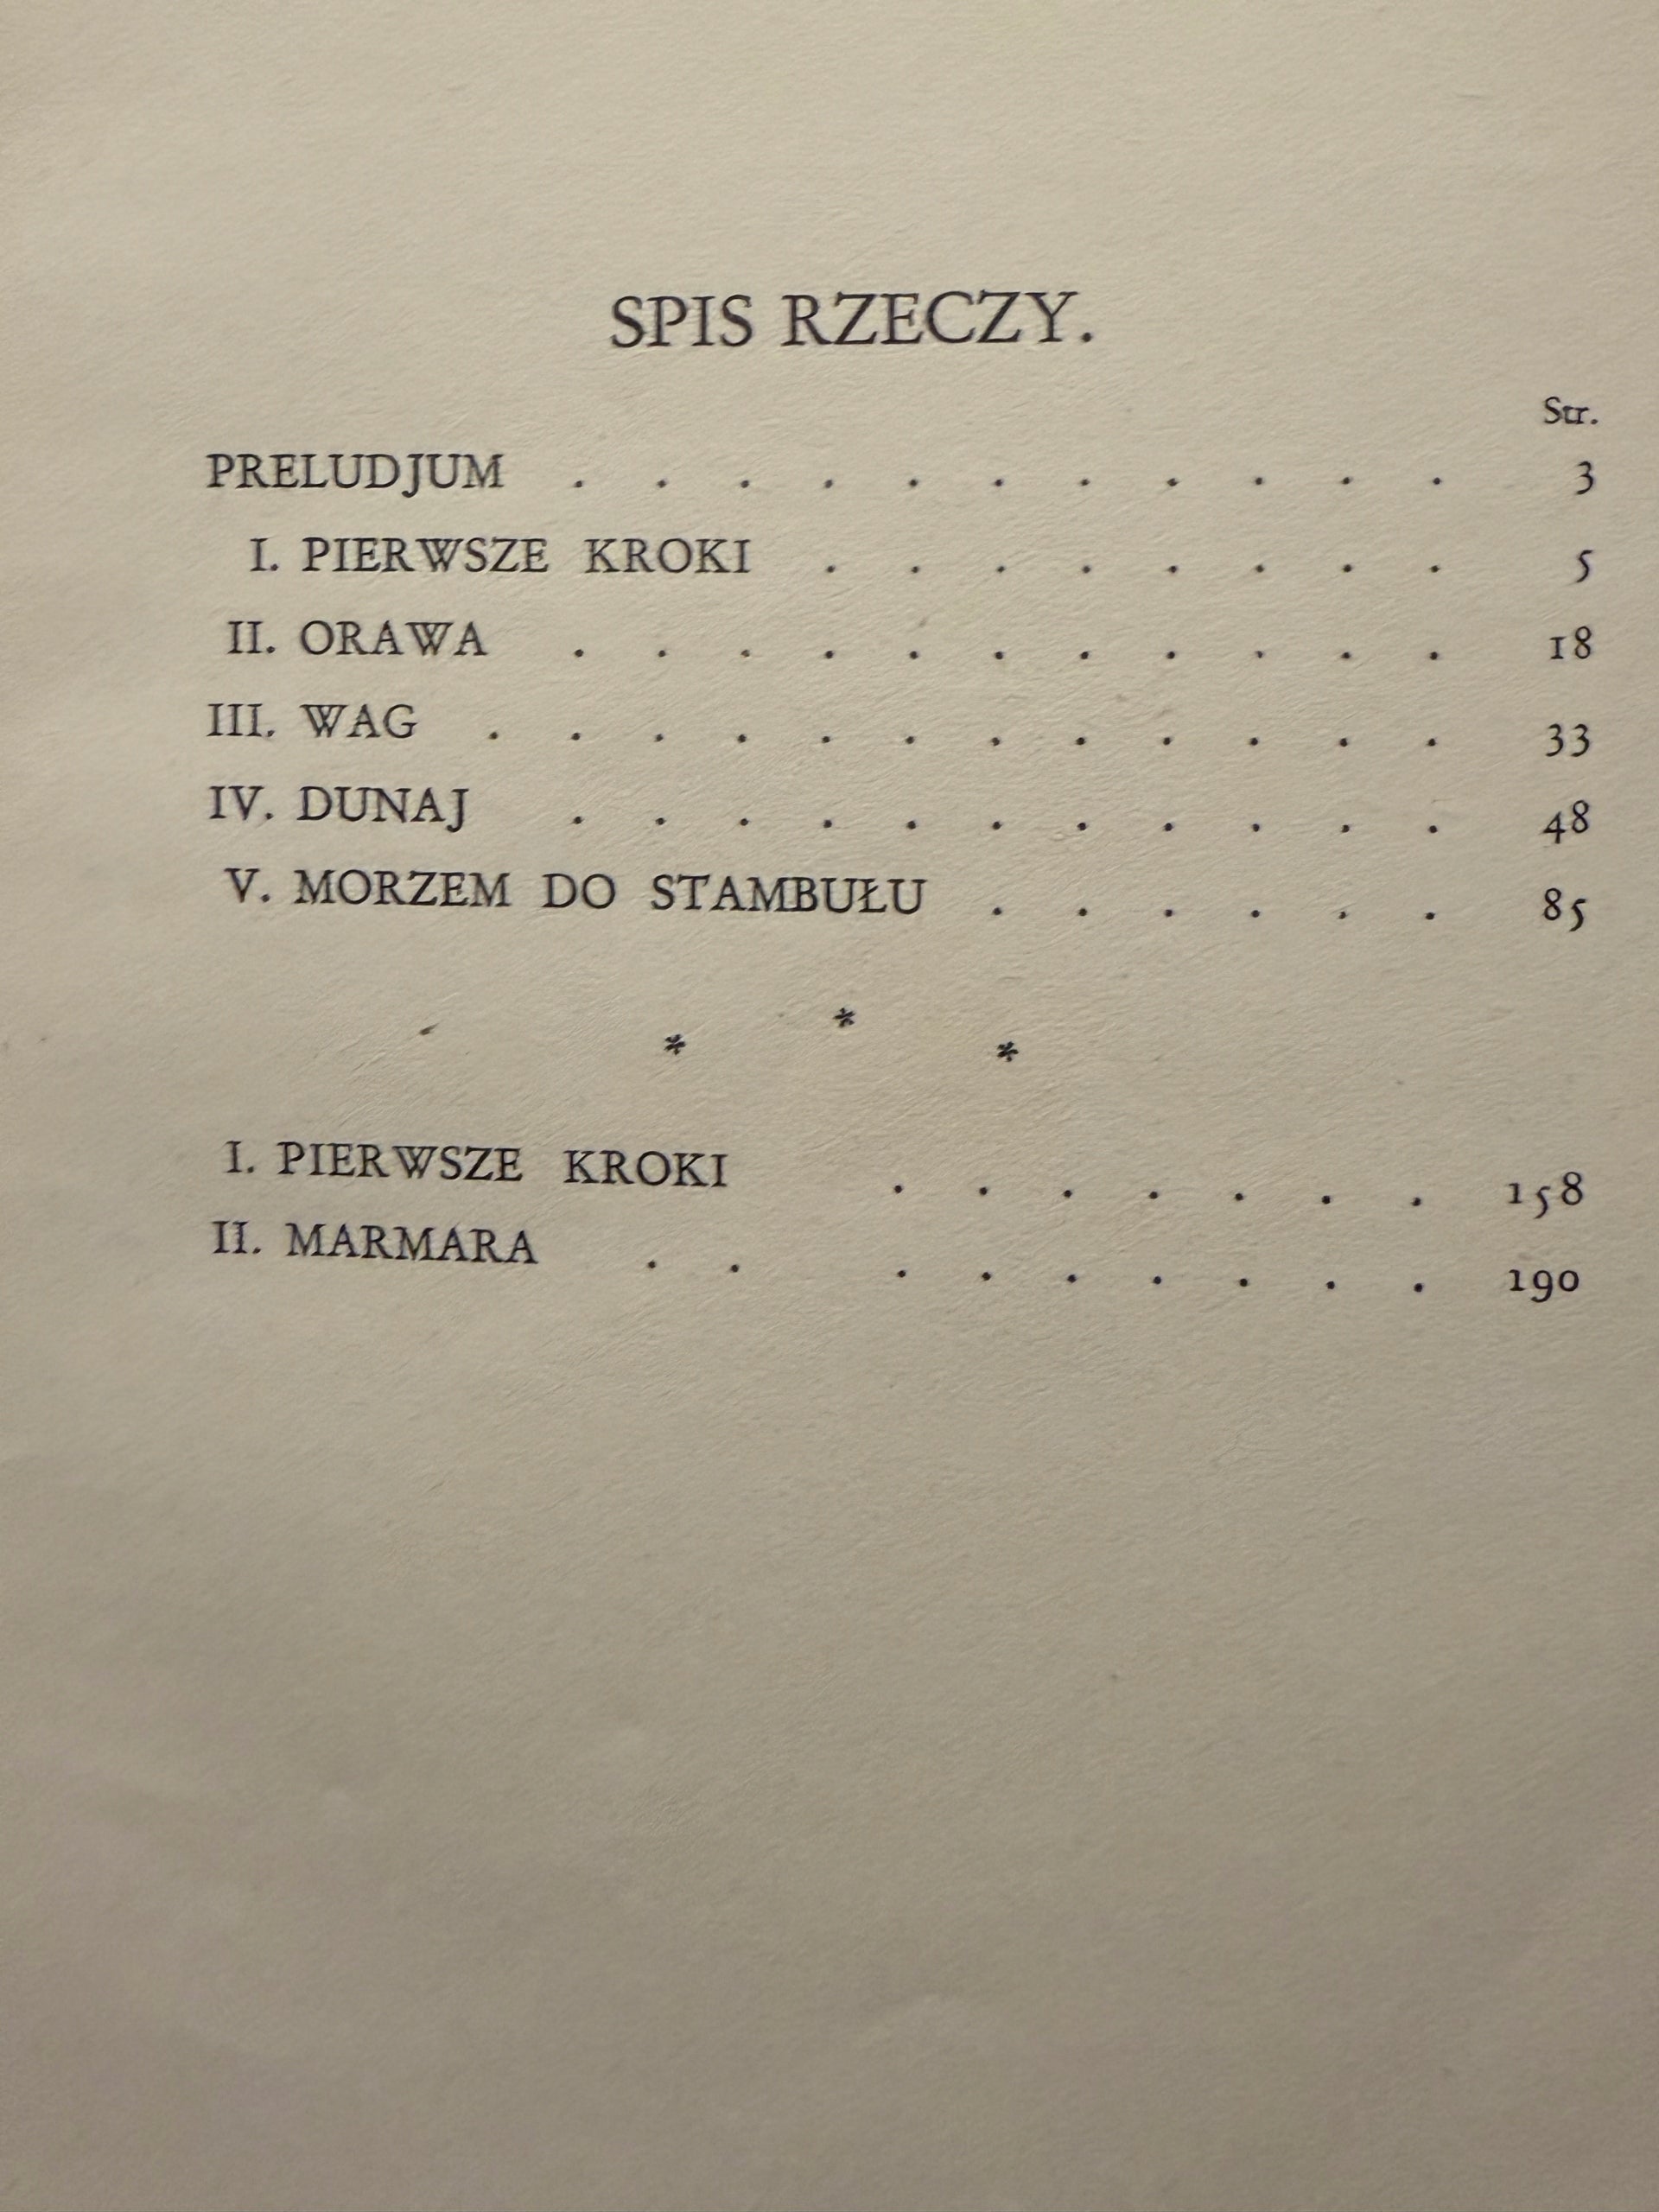 SPIS RZECZY.
Str.
PRELUDJUM . . . . . . . . . . . 3
I. PIERWSZE KROKI . . . . . . . . 5
II. ORAWA . . . . . . . . . . . 18
III. WAG . . . . . . . . . . . . 33
IV. DUNAJ . . . . . . . . . . . 48
V. MORZEM DO STAMBUŁU . . . . . . 85
* * *
I. PIERWSZE KROKI . . . . . . . 158
II. MARMARA . . . . . . . . . 190